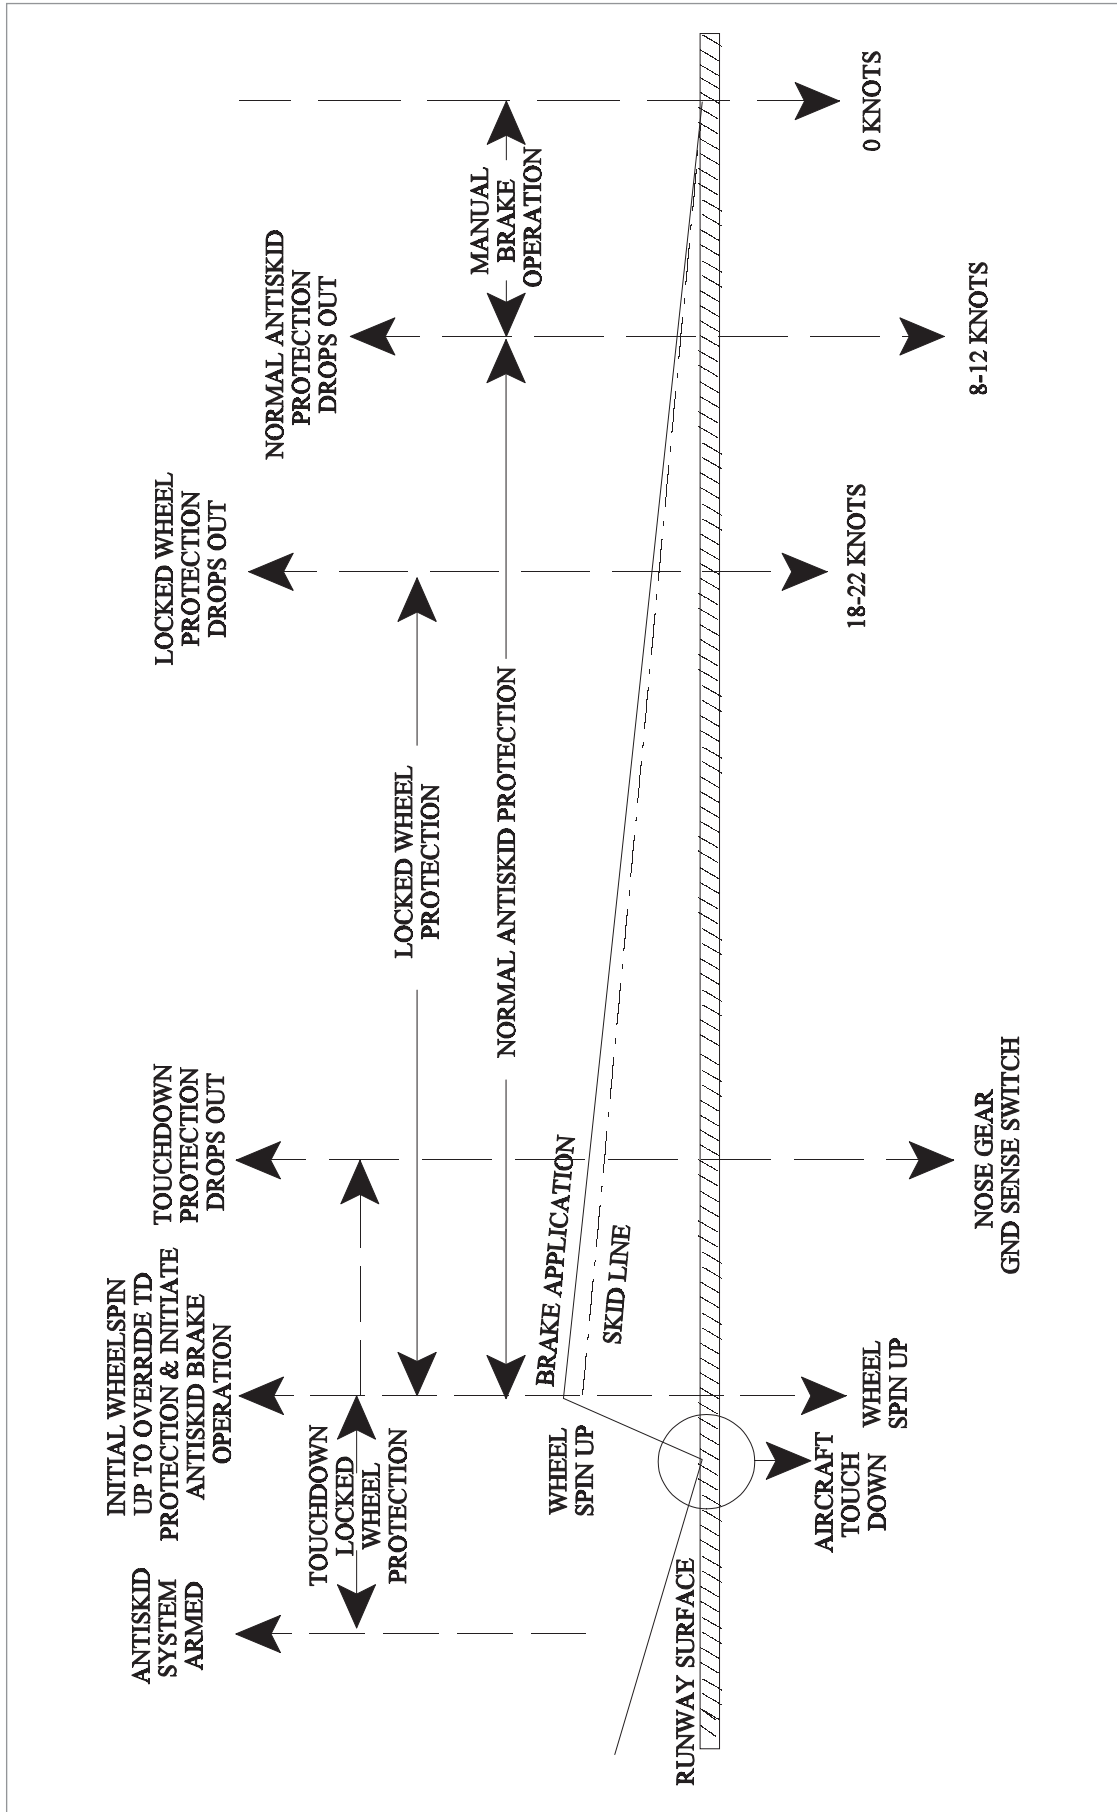 ANTISKID
SYSTEM
ARMED
INITIAL WHEELSPIN
UP TO OVERRIDE TD
PROTECTION & INITIATE
ANTISKID BRAKE
OPERATION
TOUCHDOWN
PROTECTION
DROPS OUT
LOCKED WHEEL
PROTECTION
DROPS OUT
NORMAL ANTISKID
PROTECTION
DROPS OUT
TOUCHDOWN
LOCKED
WHEEL
PROTECTION
LOCKED WHEEL
PROTECTION
NORMAL ANTISKID PROTECTION
MANUAL
BRAKE
OPERATION
WHEEL
SPIN UP
BRAKE APPLICATION
SKID LINE
RUNWAY SURFACE
AIRCRAFT
TOUCH
DOWN
WHEEL
SPIN UP
NOSE GEAR
GND SENSE SWITCH
18-22 KNOTS
8-12 KNOTS
0 KNOTS